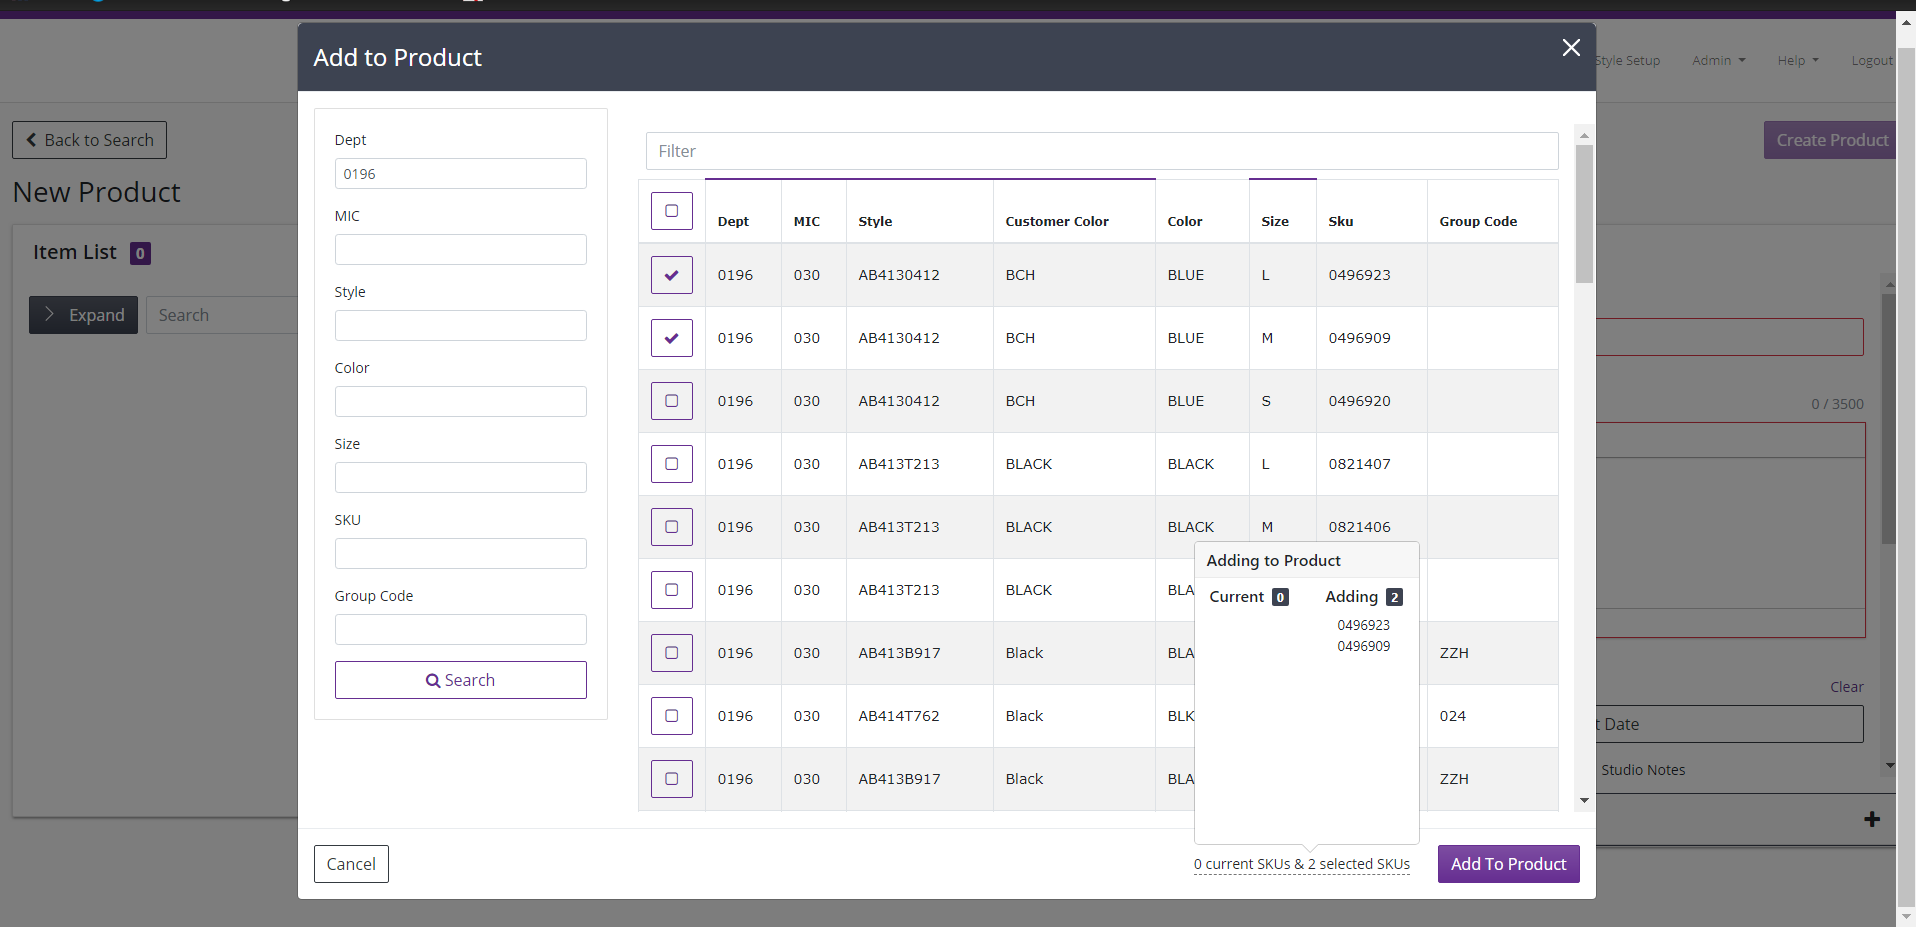 Add to Product
Style Setup Admin Help Logout
Back to Search
Create Product
New Product
Item List 0
Expand Search
Dept
0196
MIC
Style
Color
Size
SKU
Group Code
Search
Filter
Dept MIC Style Customer Color Color Size Sku Group Code
0196 030 AB4130412 BCH BLUE L 0496923
0196 030 AB4130412 BCH BLUE M 0496909
0196 030 AB4130412 BCH BLUE S 0496920
0196 030 AB413T213 BLACK BLACK L 0821407
0196 030 AB413T213 BLACK BLACK M 0821406
0196 030 AB413T213 BLACK BLA
0196 030 AB413B917 Black BLA ZZH
0196 030 AB414T762 Black BLK 024
0196 030 AB413B917 Black BLA ZZH
Adding to Product
Current 0 Adding 2
0496923
0496909
0 current SKUs & 2 selected SKUs
Cancel
Add To Product
0 / 3500
Clear
t Date
Studio Notes